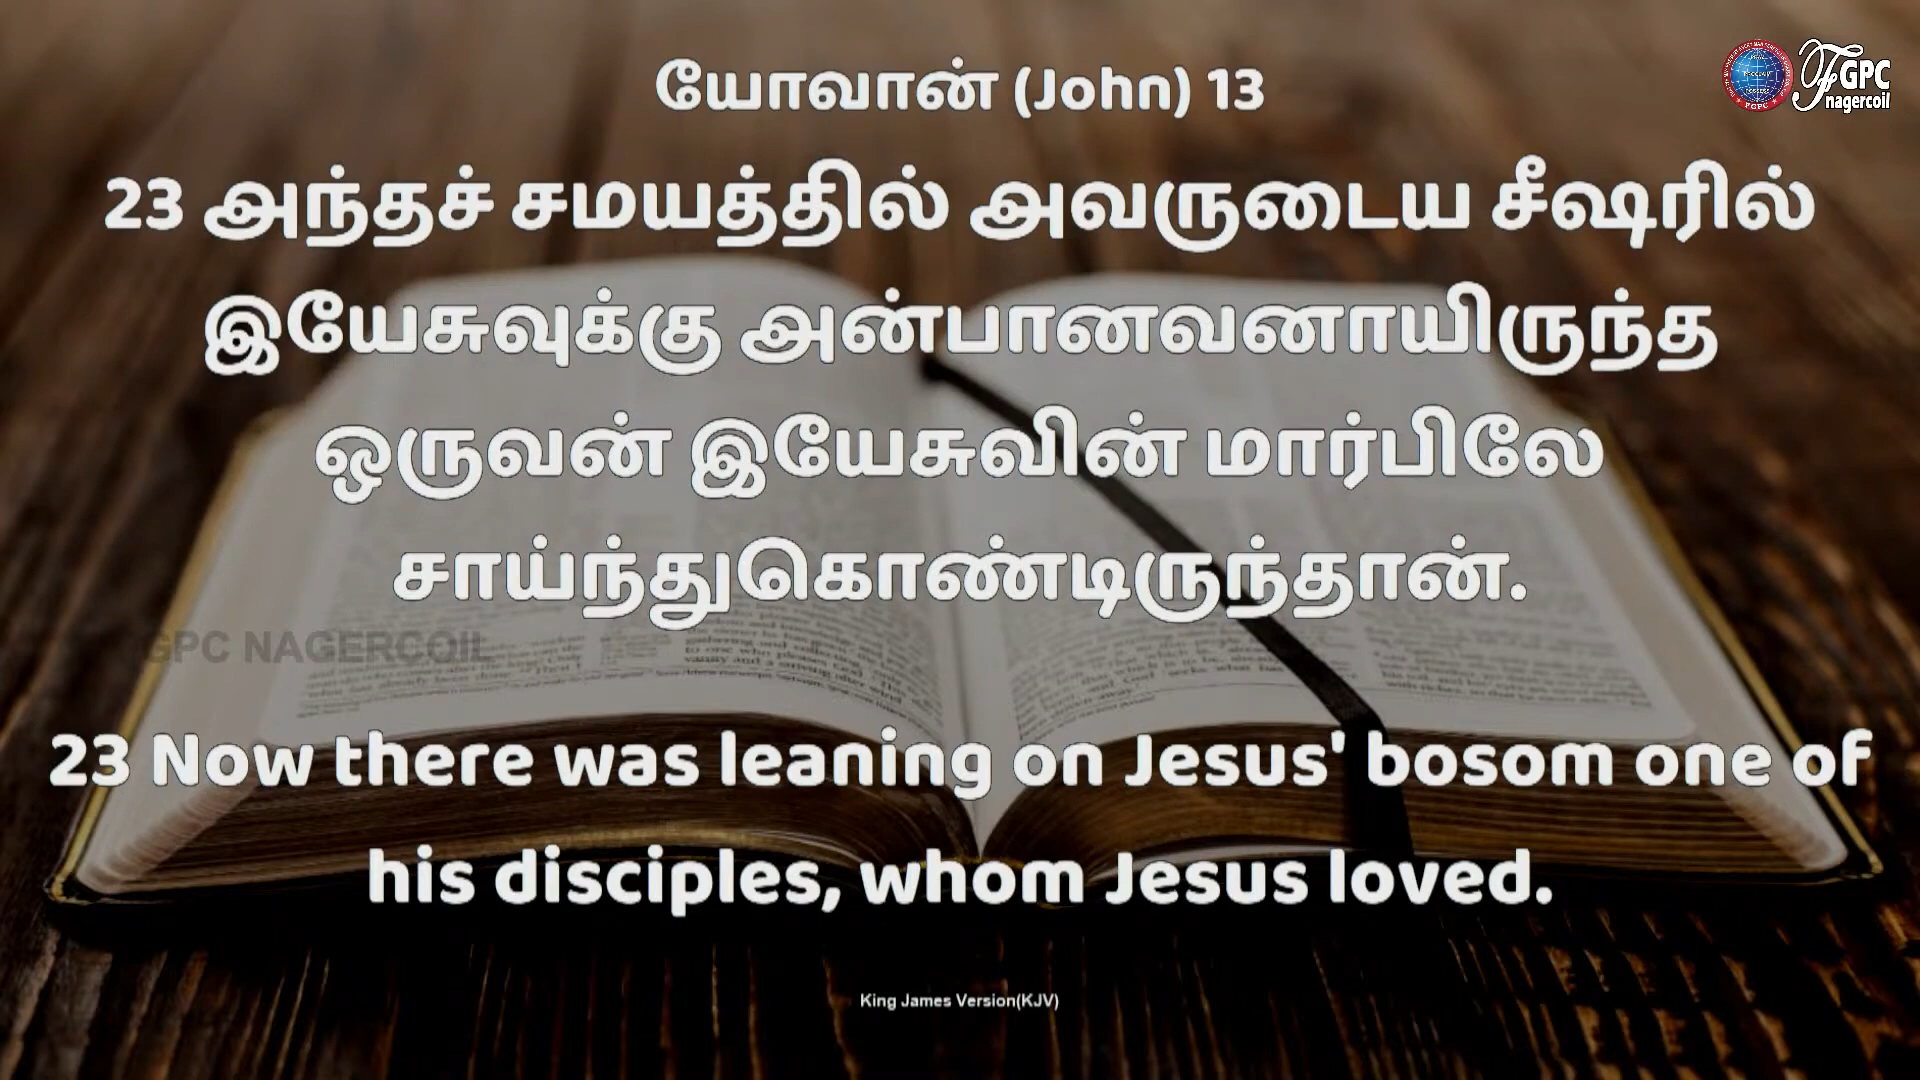 யோவான் (John) 13
GPC
nagercoil
23 அந்தச் சமயத்தில் அவருடைய சீஷரில்
இயேசுவுக்கு அன்பானவனாயிருந்த
ஒருவன் இயேசுவின் மார்பிலே
சாய்ந்துகொண்டிருந்தான்.
GPC NAGERCOIL
23 Now there was leaning on Jesus' bosom one of
his disciples, whom Jesus loved.
King James Version(KJV)